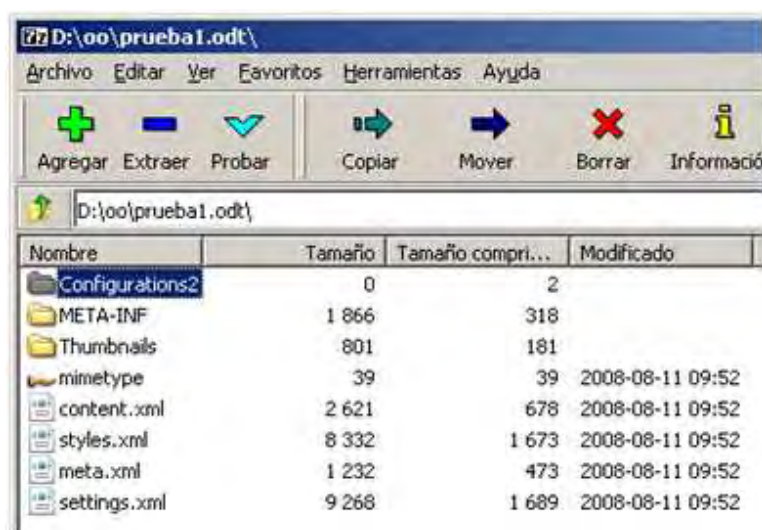 7z D:\oo\prueba1.odt\
Archivo Editar Ver Favoritos Herramientas Ayuda
Agregar Extraer Probar Copiar Mover Borrar Informació
D:\oo\prueba1.odt\
Nombre Tamaño Tamaño compri... Modificado
Configurations2 0 2
META-INF 1 866 318
Thumbnails 801 181
mimetype 39 39 2008-08-11 09:52
content.xml 2 621 678 2008-08-11 09:52
styles.xml 8 332 1 673 2008-08-11 09:52
meta.xml 1 232 473 2008-08-11 09:52
settings.xml 9 268 1 689 2008-08-11 09:52